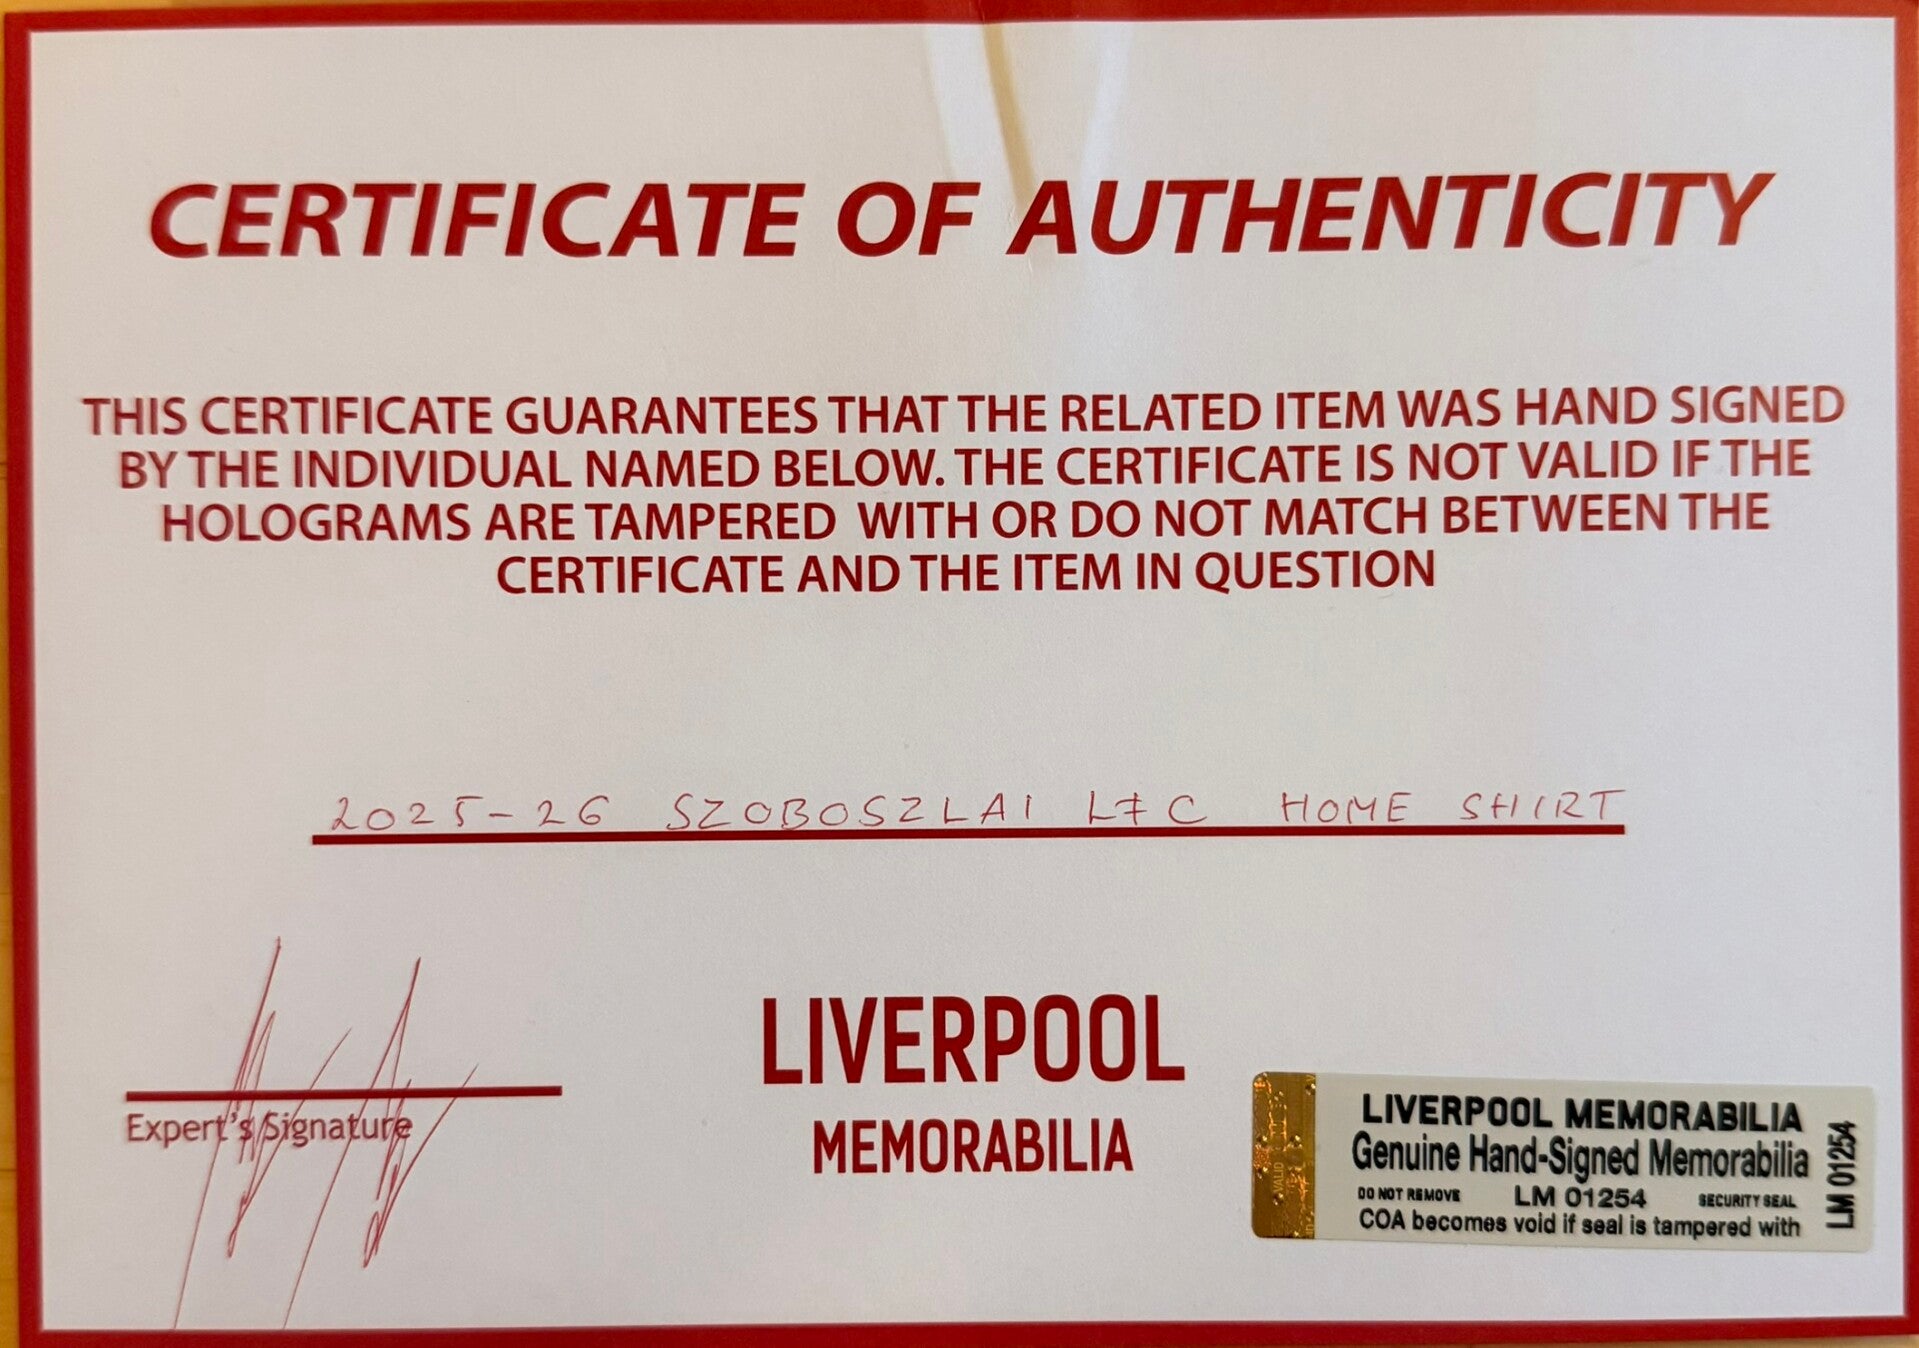 CERTIFICATE OF AUTHENTICITY
THIS CERTIFICATE GUARANTEES THAT THE RELATED ITEM WAS HAND SIGNED
BY THE INDIVIDUAL NAMED BELOW. THE CERTIFICATE IS NOT VALID IF THE
HOLOGRAMS ARE TAMPERED WITH OR DO NOT MATCH BETWEEN THE
CERTIFICATE AND THE ITEM IN QUESTION
2025-26 SZOBOSZLAI LFC HOME SHIRT
Expert's Signature
LIVERPOOL
MEMORABILIA
VALID
LIVERPOOL MEMORABILIA
Genuine Hand-Signed Memorabilia
DO NOT REMOVE LM 01254 SECURITY SEAL
COA becomes void if seal is tampered with
LM 01254